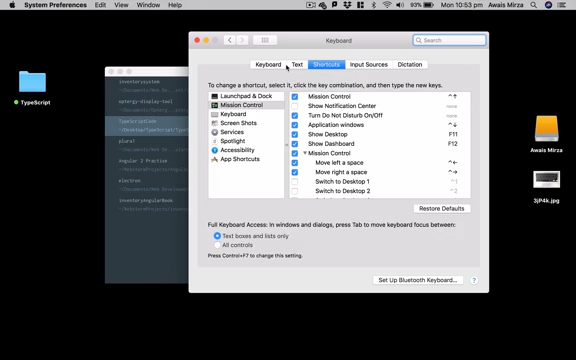 System Preferences Edit View Window Help
93% Mon 10:53 pm Awais Mirza
Keyboard
Search
Keyboard Text Shortcuts Input Sources Dictation
To change a shortcut, select it, click the key combination, and then type the new keys.
Launchpad & Dock
Mission Control
Keyboard
Screen Shots
Services
Spotlight
Accessibility
App Shortcuts
Mission Control ^↑
Show Notification Center none
Turn Do Not Disturb On/Off none
Application windows ^↓
Show Desktop F11
Show Dashboard F12
Mission Control
Move left a space ^←
Move right a space ^→
Switch to Desktop 1 ^1
Switch to Desktop 2
Restore Defaults
Full Keyboard Access: In windows and dialogs, press Tab to move keyboard focus between:
Text boxes and lists only
All controls
Press Control+F7 to change this setting.
Set Up Bluetooth Keyboard... ?
TypeScript
inventorysystem
optergy-display-tool
TypeScriptCode
~/Desktop/TypeScript/Type
plural
angular 2 Practise
electron
inventoryAngularBook
Awais Mirza
3jP4k.jpg